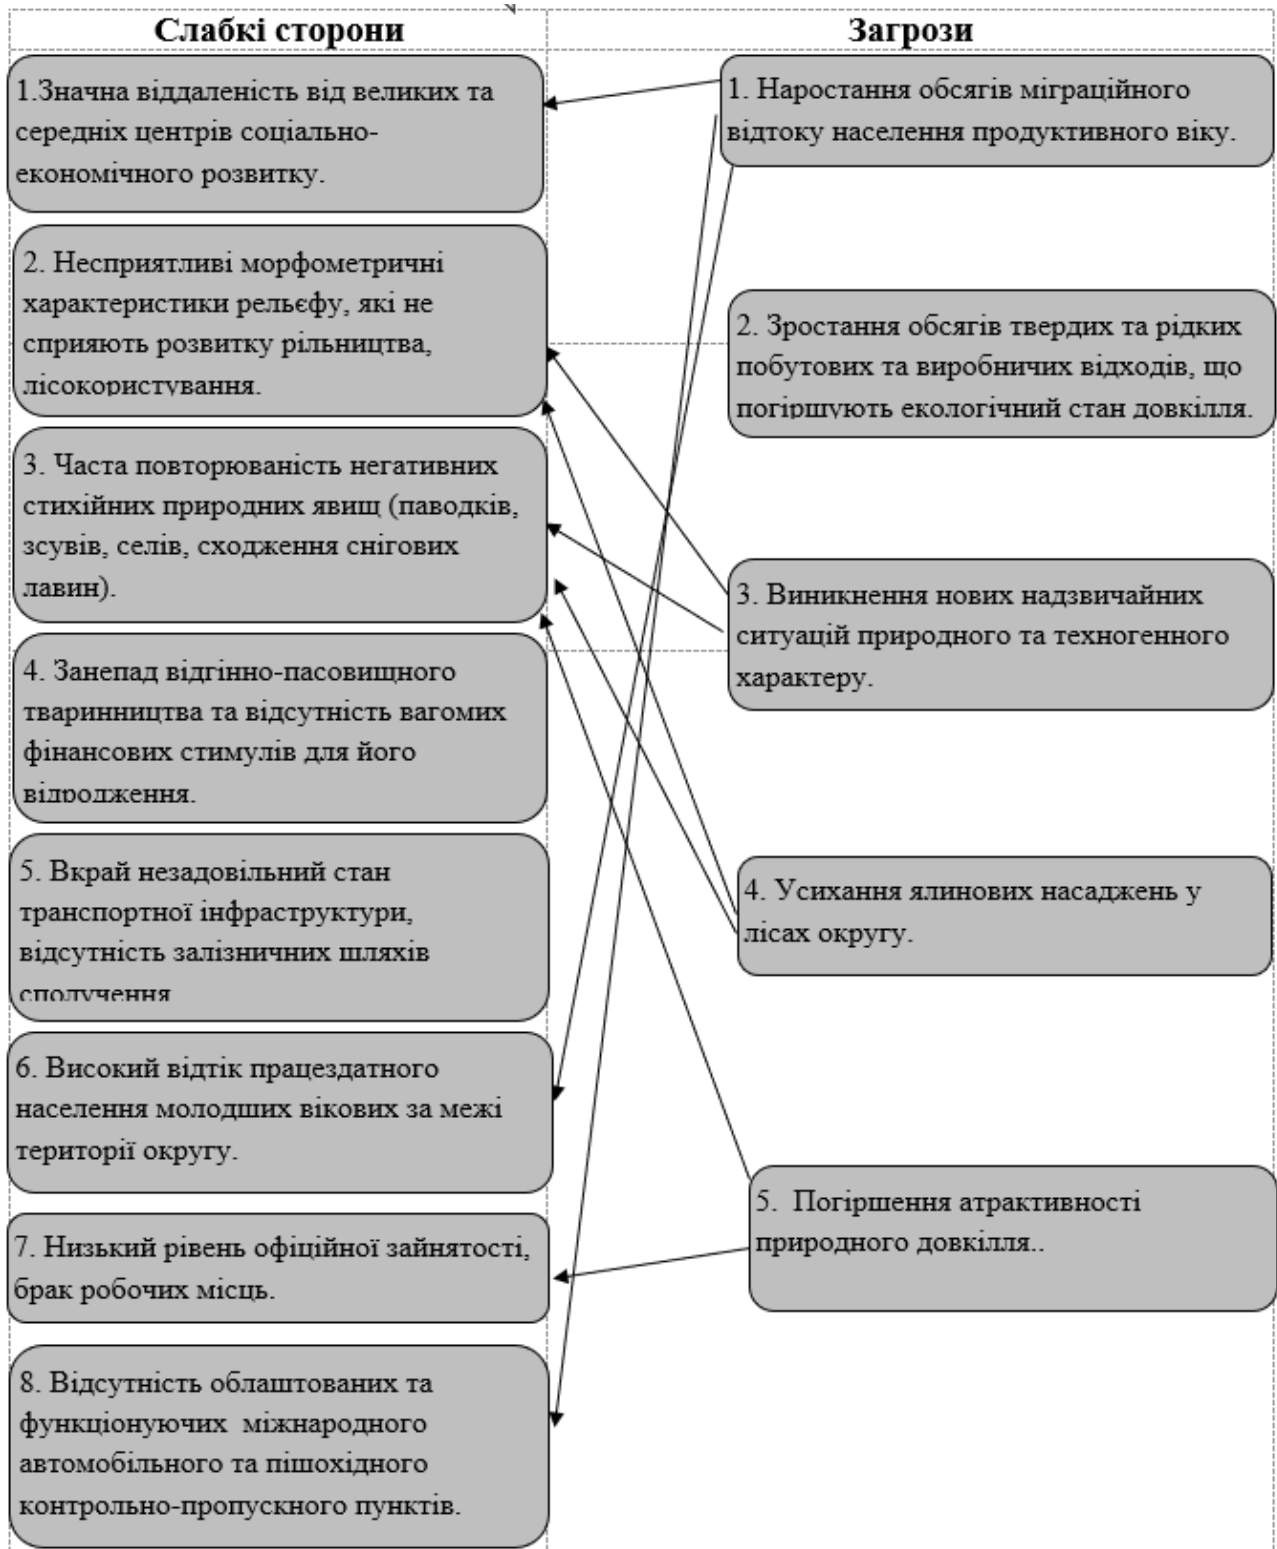 Слабкі сторони
Загрози
1.Значна віддаленість від великих та
середніх центрів соціально-
економічного розвитку.
2. Несприятливі морфометричні
характеристики рельєфу, які не
сприяють розвитку рільництва,
лісокористування.
3. Часта повторюваність негативних
стихійних природних явищ (паводків,
зсувів, селів, сходження снігових
лавин).
4. Занепад відгінно-пасовищного
тваринництва та відсутність вагомих
фінансових стимулів для його
відродження.
5. Вкрай незадовільний стан
транспортної інфраструктури,
відсутність залізничних шляхів
сполучення
6. Високий відтік працездатного
населення молодших вікових за межі
території округу.
7. Низький рівень офіційної зайнятості,
брак робочих місць.
8. Відсутність облаштованих та
функціонуючих міжнародного
автомобільного та пішохідного
контрольно-пропускного пунктів.
1. Наростання обсягів міграційного
відтоку населення продуктивного віку.
2. Зростання обсягів твердих та рідких
побутових та виробничих відходів, що
погіршують екологічний стан довкілля.
3. Виникнення нових надзвичайних
ситуацій природного та техногенного
характеру.
4. Усихання ялинових насаджень у
лісах округу.
5. Погіршення атрактивності
природного довкілля..